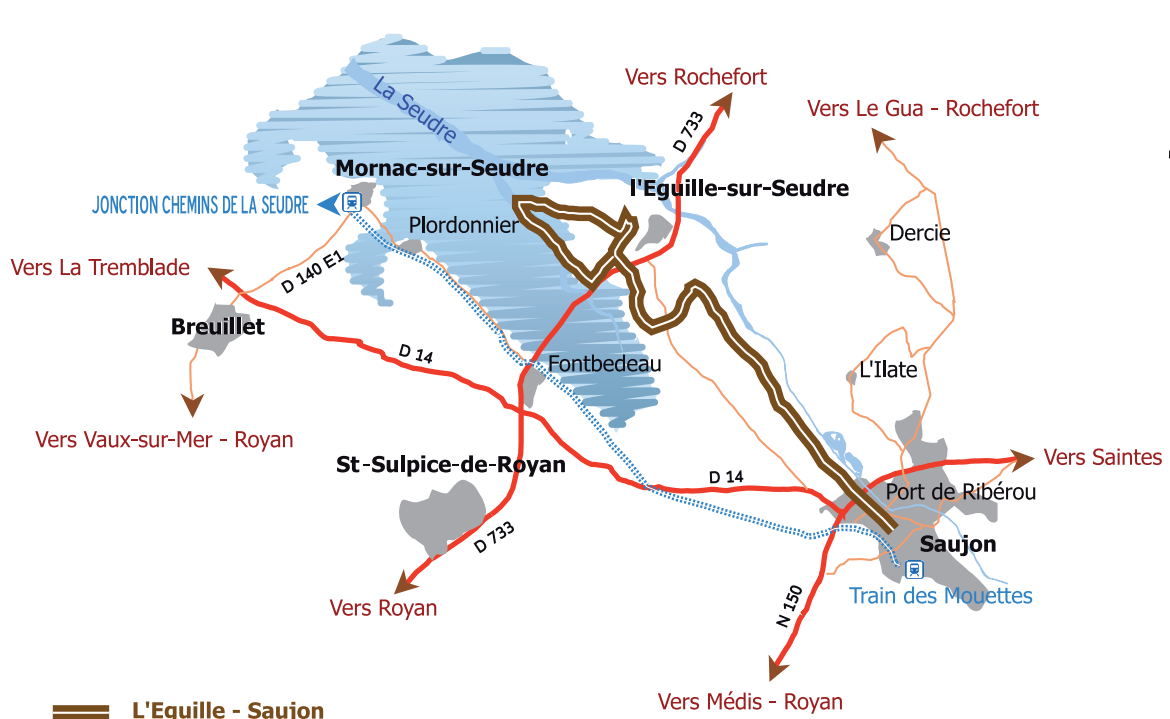 Vers Rochefort
Vers Le Gua - Rochefort
La Seudre
D 733
Mornac-sur-Seudre
l'Eguille-sur-Seudre
JONCTION CHEMINS DE LA SEUDRE
Plordonnier
Dercie
Vers La Tremblade
D 140 E1
Breuillet
D 14
Fontbedeau
L'Ilate
Vers Vaux-sur-Mer - Royan
St-Sulpice-de-Royan
Vers Saintes
D 14
Port de Ribérou
D 733
Saujon
Train des Mouettes
Vers Royan
N 150
Vers Médis - Royan
L'Eguille - Saujon